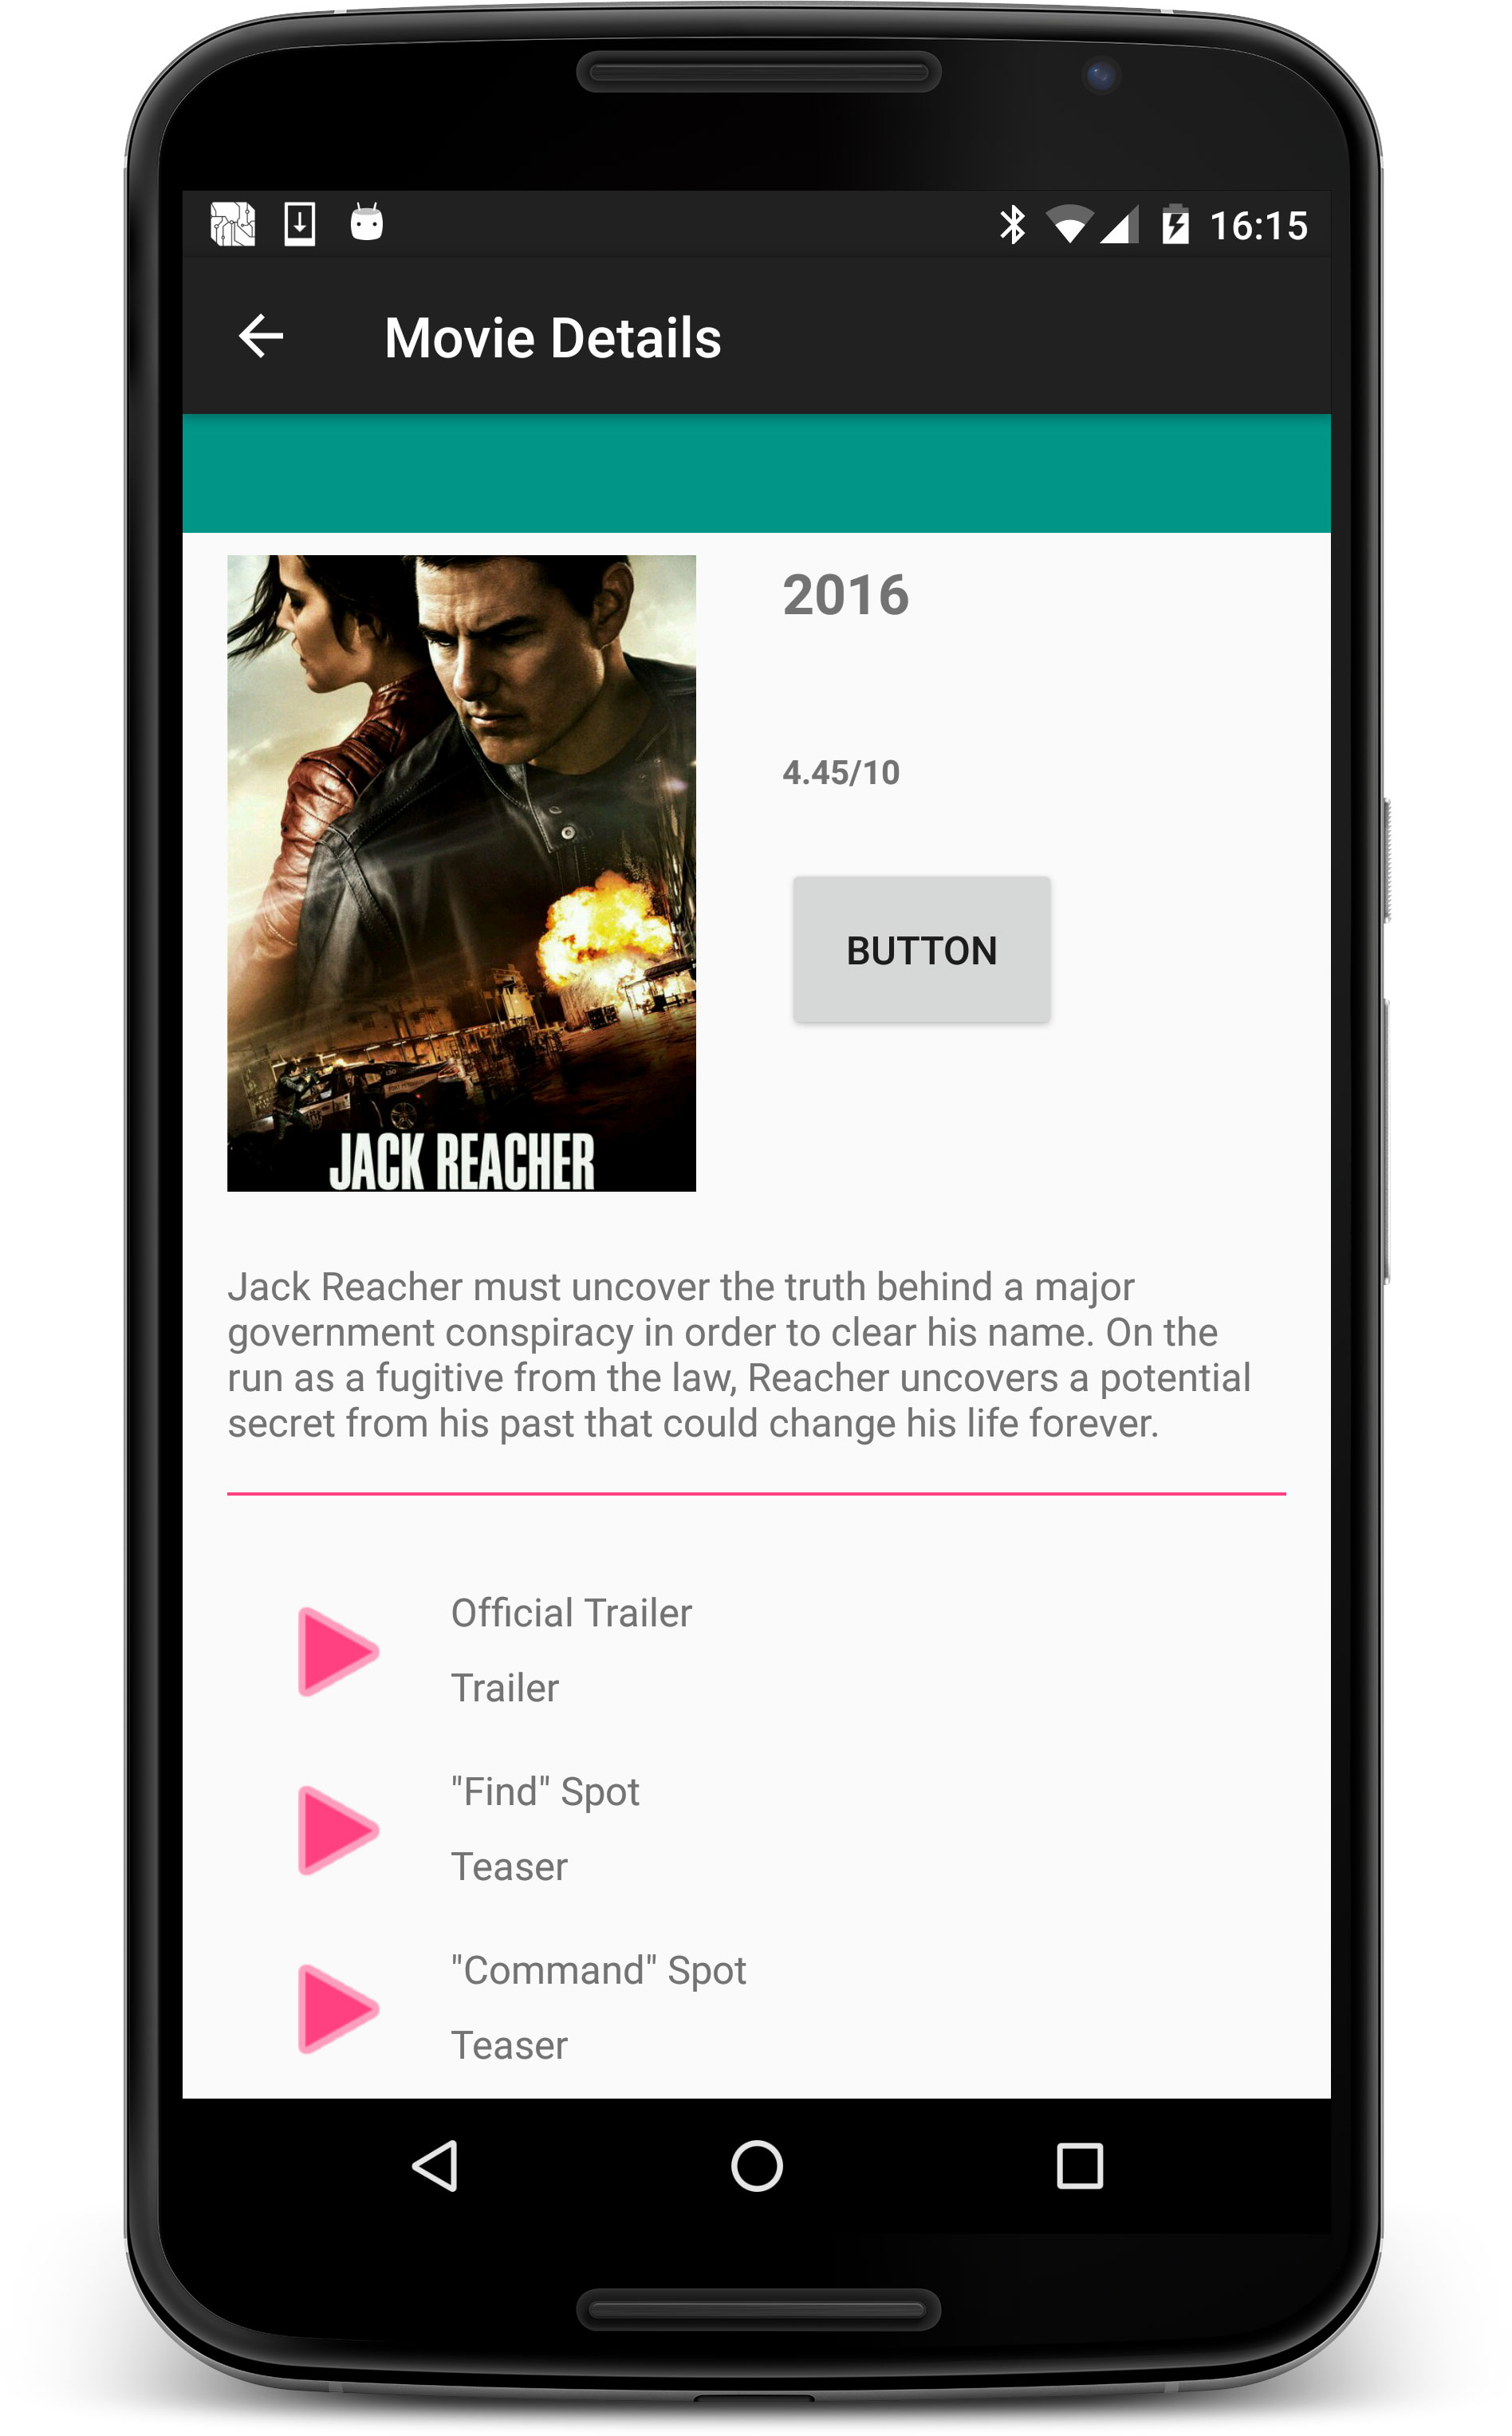 16:15
Movie Details
2016
4.45/10
BUTTON
JACK REACHER
Jack Reacher must uncover the truth behind a major
government conspiracy in order to clear his name. On the
run as a fugitive from the law, Reacher uncovers a potential
secret from his past that could change his life forever.
Official Trailer
Trailer
"Find" Spot
Teaser
"Command" Spot
Teaser